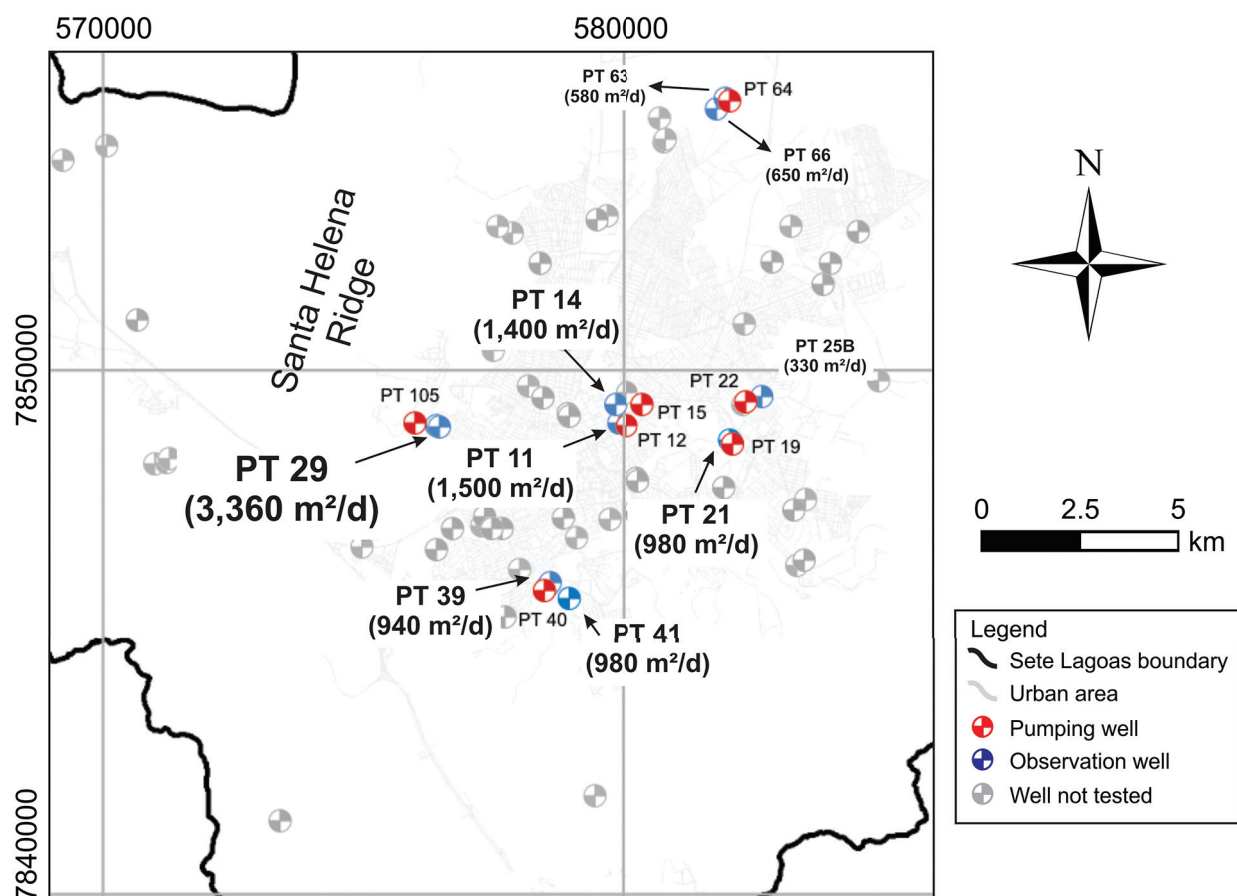 570000
580000
PT 63
(580 m²/d)
PT 64
PT 66
(650 m²/d)
Santa Helena
Ridge
PT 14
(1,400 m²/d)
7850000
PT 25B
(330 m²/d)
PT 22
PT 105
PT 15
PT 12
PT 19
PT 29
(3,360 m²/d)
PT 11
(1,500 m²/d)
PT 21
(980 m²/d)
PT 39
(940 m²/d)
PT 40
PT 41
(980 m²/d)
7840000
N
0
2.5
5
km
Legend
Sete Lagoas boundary
Urban area
Pumping well
Observation well
Well not tested